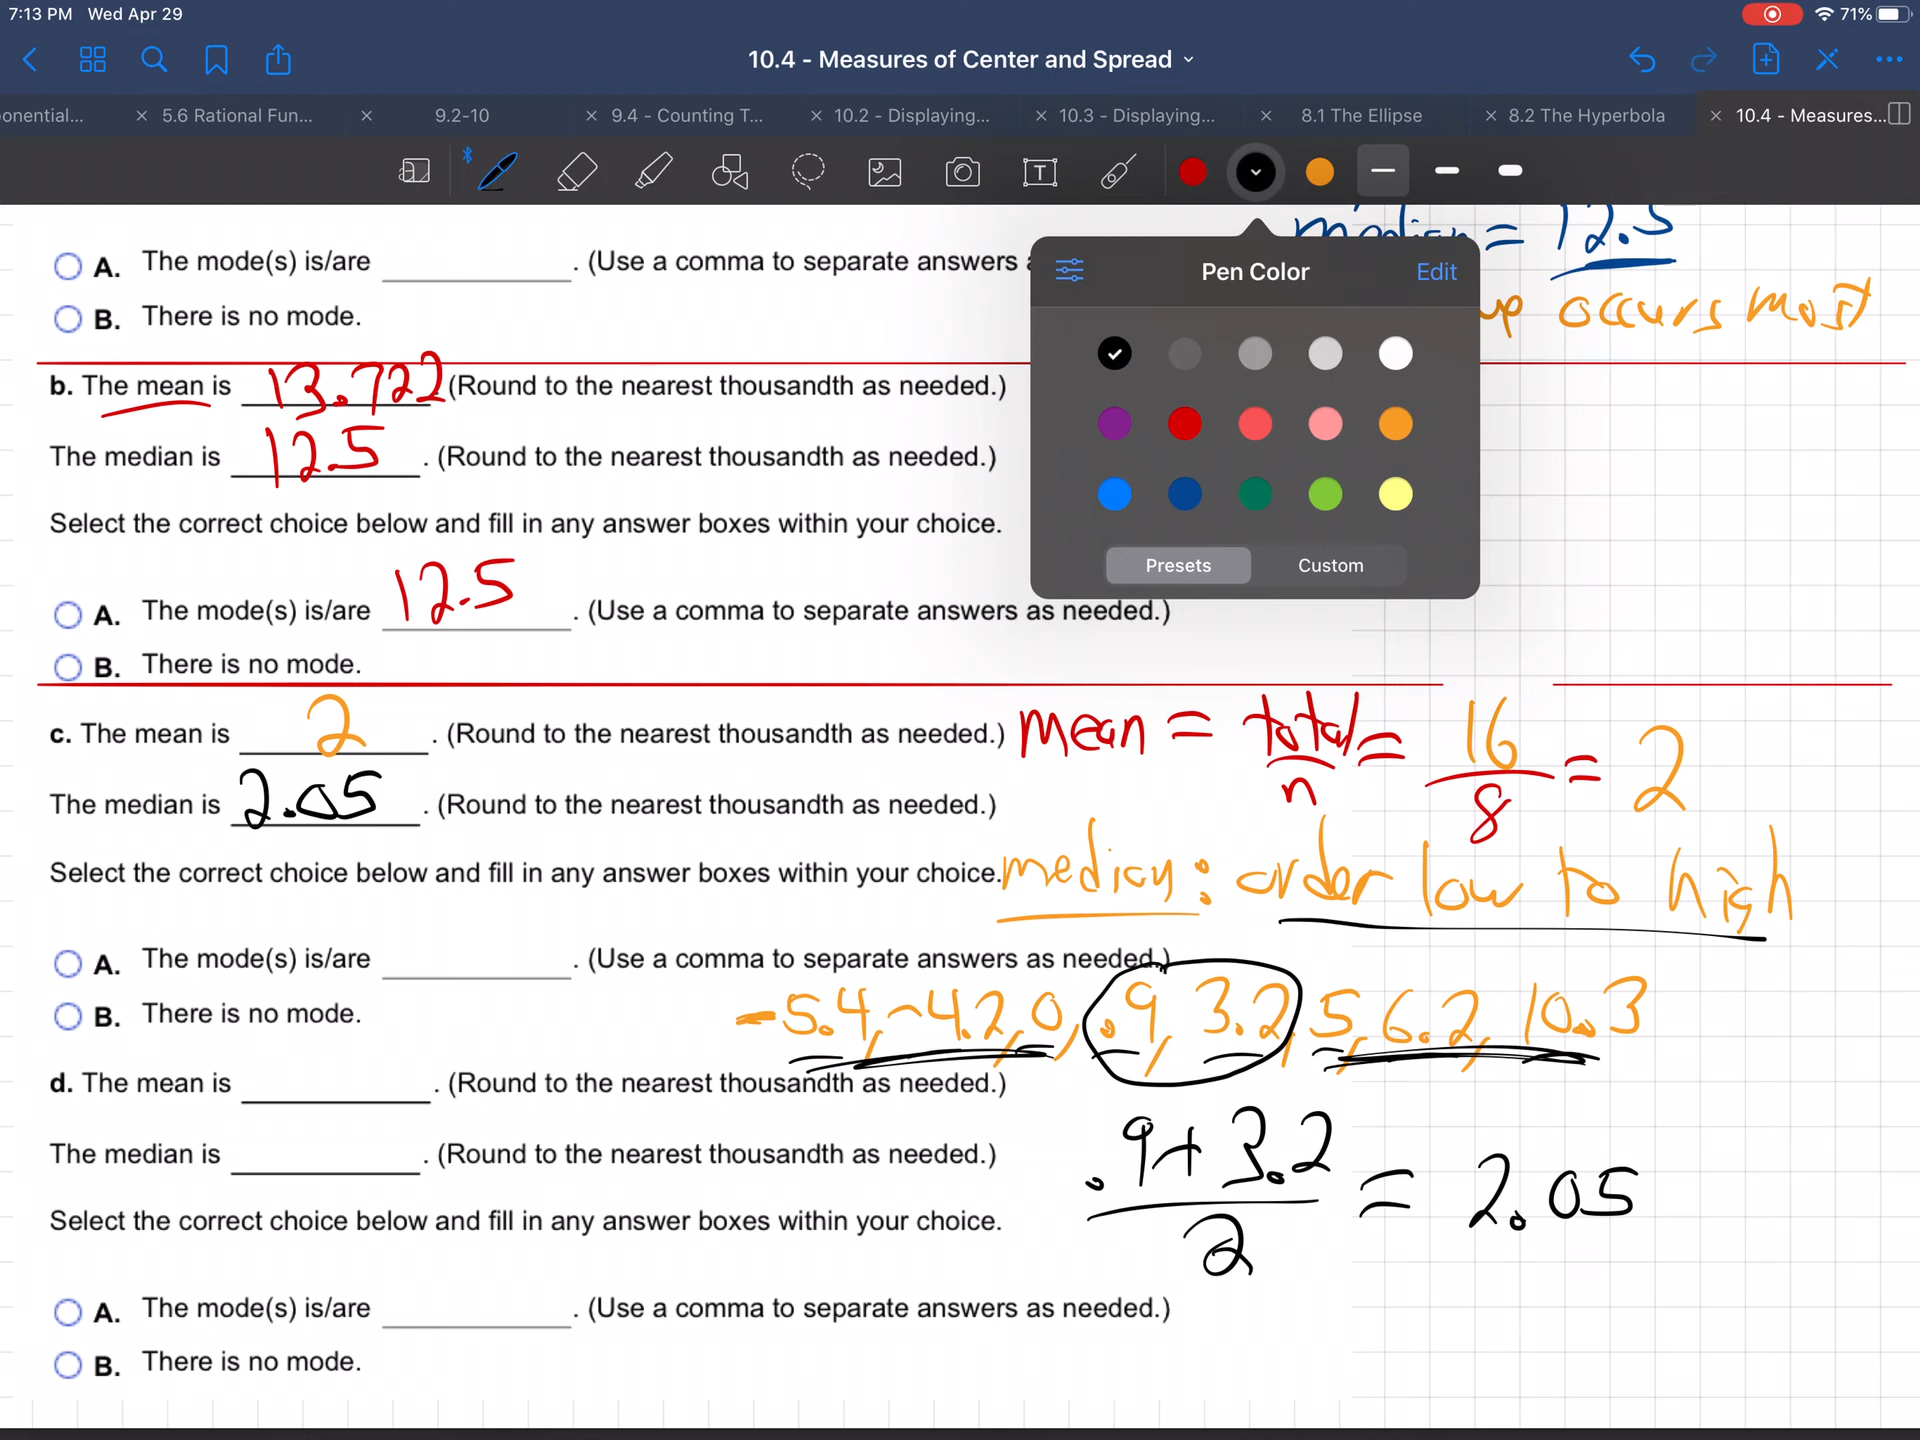 7:13 PM Wed Apr 29 71%
10.4 - Measures of Center and Spread
onential... 5.6 Rational Fun... 9.2-10 9.4 - Counting T... 10.2 - Displaying... 10.3 - Displaying... 8.1 The Ellipse 8.2 The Hyperbola 10.4 - Measures...
T
median = 12.5
Pen Color
Edit
Presets
Custom
A. The mode(s) is/are ____. (Use a comma to separate answers
up occurs most
B. There is no mode.
b. The mean is 13.722 (Round to the nearest thousandth as needed.)
The median is 12.5. (Round to the nearest thousandth as needed.)
Select the correct choice below and fill in any answer boxes within your choice.
A. The mode(s) is/are 12.5. (Use a comma to separate answers as needed.)
B. There is no mode.
c. The mean is 2. (Round to the nearest thousandth as needed.)
mean = total/n = 16/8 = 2
The median is 2.05. (Round to the nearest thousandth as needed.)
Select the correct choice below and fill in any answer boxes within your choice.
median: order low to high
A. The mode(s) is/are ____. (Use a comma to separate answers as needed.)
B. There is no mode.
-5.4, -4.2, 0, .9, 3.2, 5, 6.2, 10.3
d. The mean is ____. (Round to the nearest thousandth as needed.)
The median is ____. (Round to the nearest thousandth as needed.)
.9 + 3.2 / 2 = 2.05
Select the correct choice below and fill in any answer boxes within your choice.
A. The mode(s) is/are ____. (Use a comma to separate answers as needed.)
B. There is no mode.